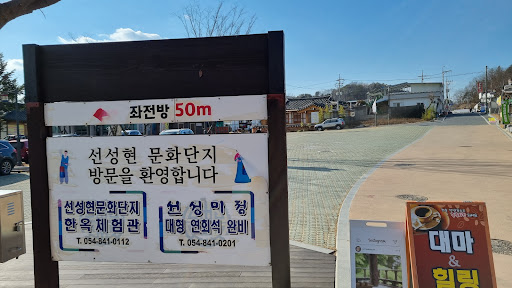 좌전방 50m
선성현 문화단지
방문을 환영합니다
선성현문화단지
한옥체험관
T. 054-841-0112
선성미정
대형 연회석 완비
T. 054-841-0201
대마
&
힐링